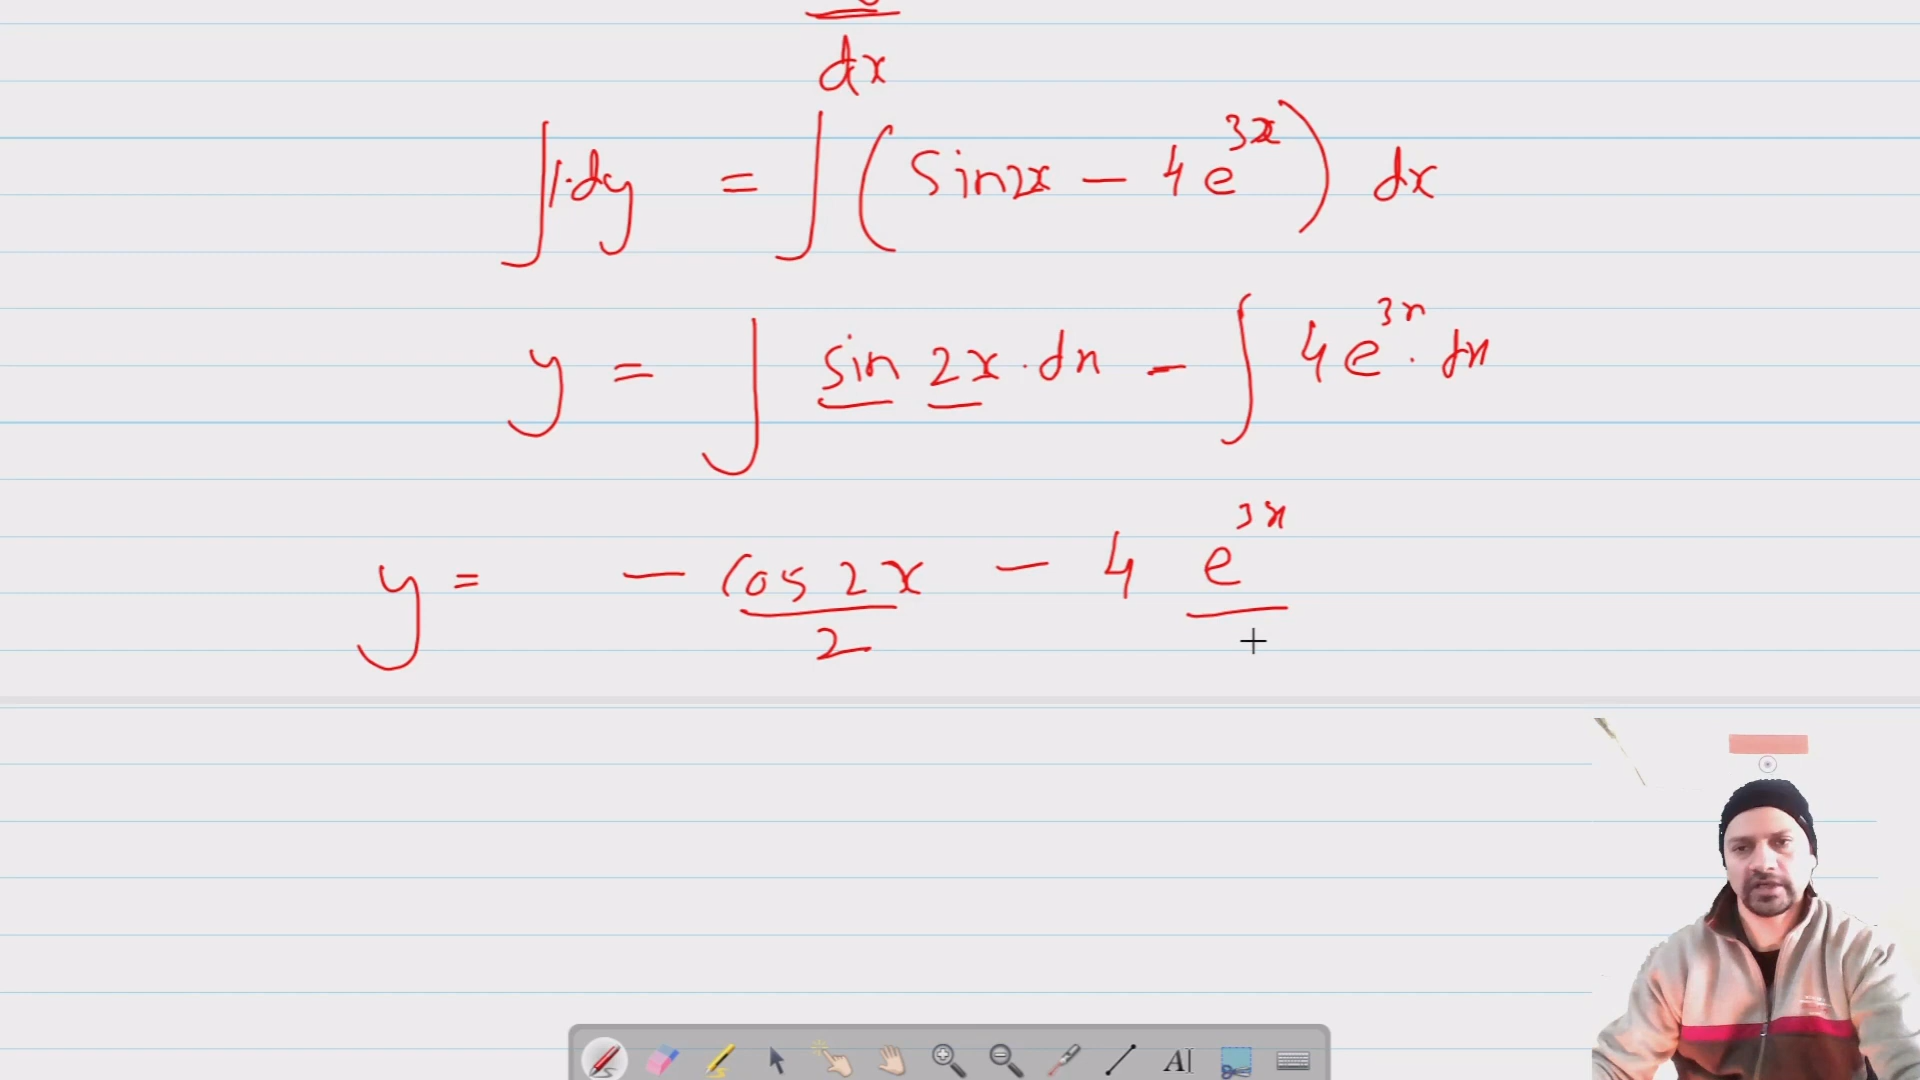 dx
∫1.dy = ∫(Sin2x - 4e^3x) dx
y = ∫ sin 2x.dx - ∫ 4e^3x . dx
y = - Cos 2x/2 - 4 e^3x/